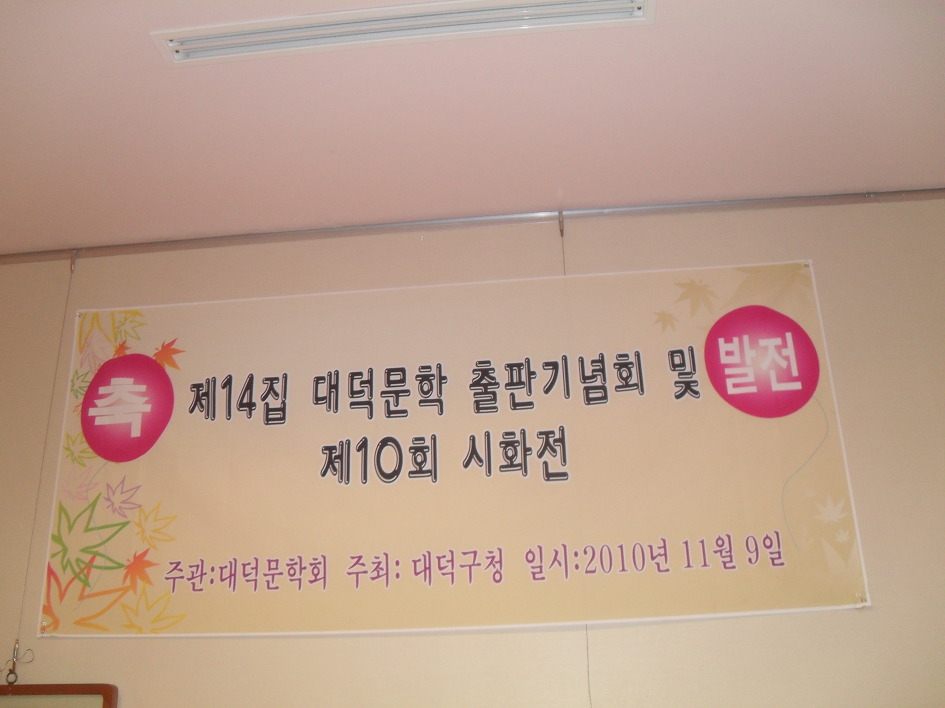 축 제14집 대덕문학 출판기념회 및 발전
제10회 시화전
주관:대덕문학회 주최: 대덕구청 일시:2010년 11월 9일